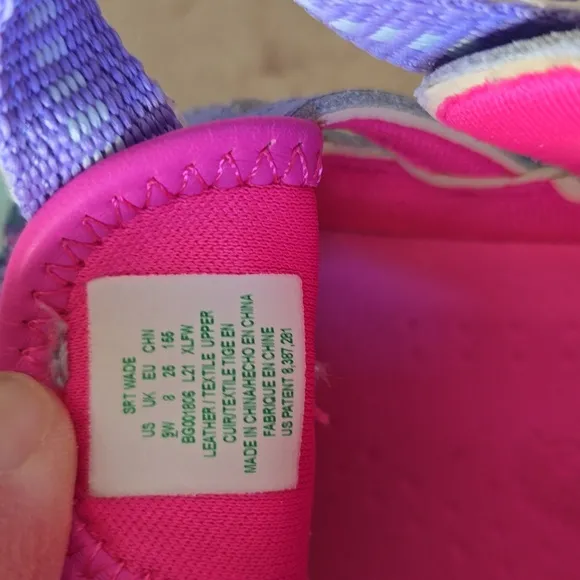 SRT WADE
US UK EU CHN
9W 8 26 166
BG001806 L21 XLFW
LEATHER / TEXTILE UPPER
CUIR/TEXTILE TIGE EN
MADE IN CHINA/HECHO EN CHINA
FABRIQUE EN CHINE
US PATENT 8,387,281